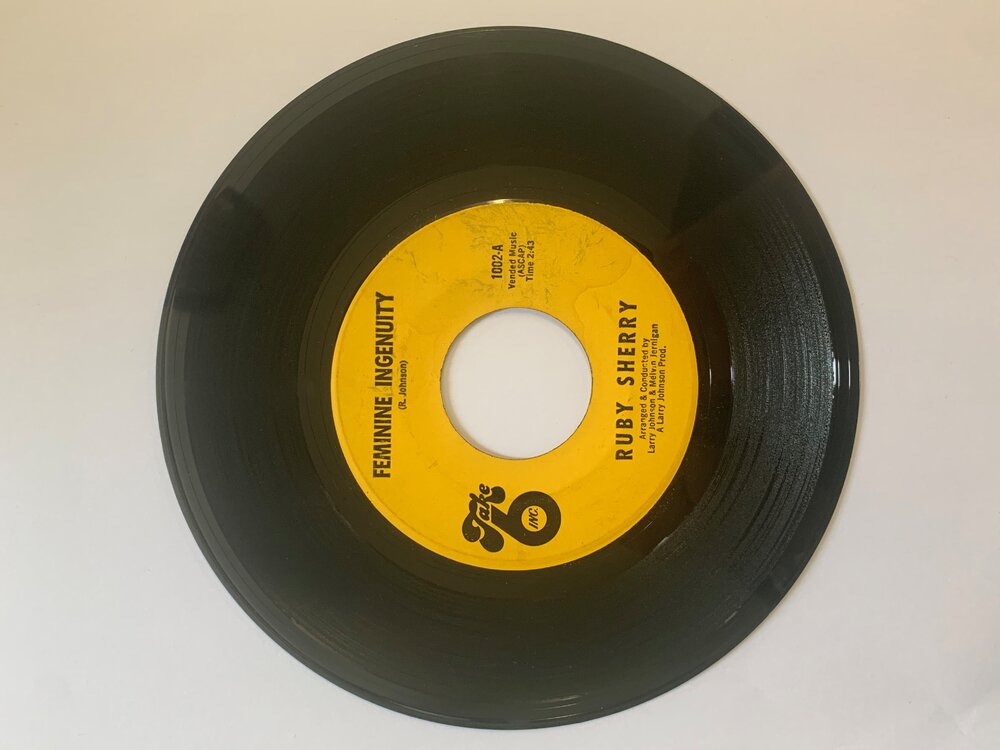 FEMININE INGENUITY
(R. Johnson)
Take
6
INC.
1002-A
Vended Music
(ASCAP)
Time 2:43
RUBY SHERRY
Arranged & Conducted by
Larry Johnson & Melvin Jernigan
A Larry Johnson Prod.